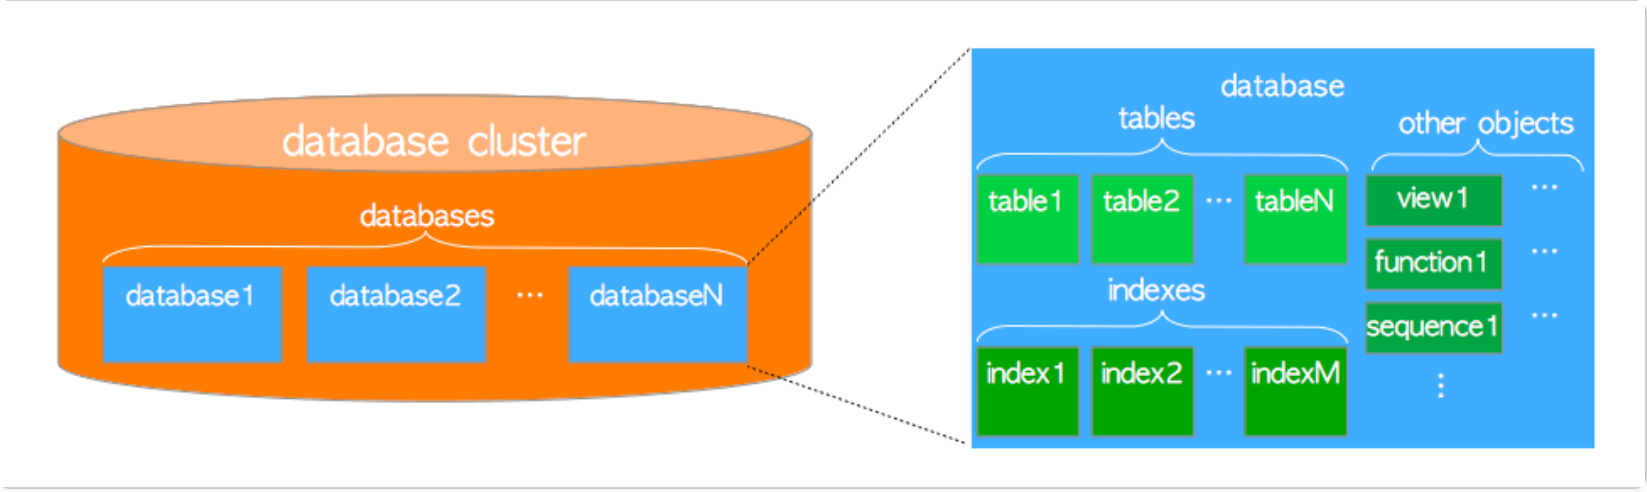 database cluster
databases
database1 database2 ... databaseN
database
tables
other objects
table1 table2 ... tableN
view1 ...
function1 ...
indexes
sequence1 ...
index1 index2 ... indexM
⋮